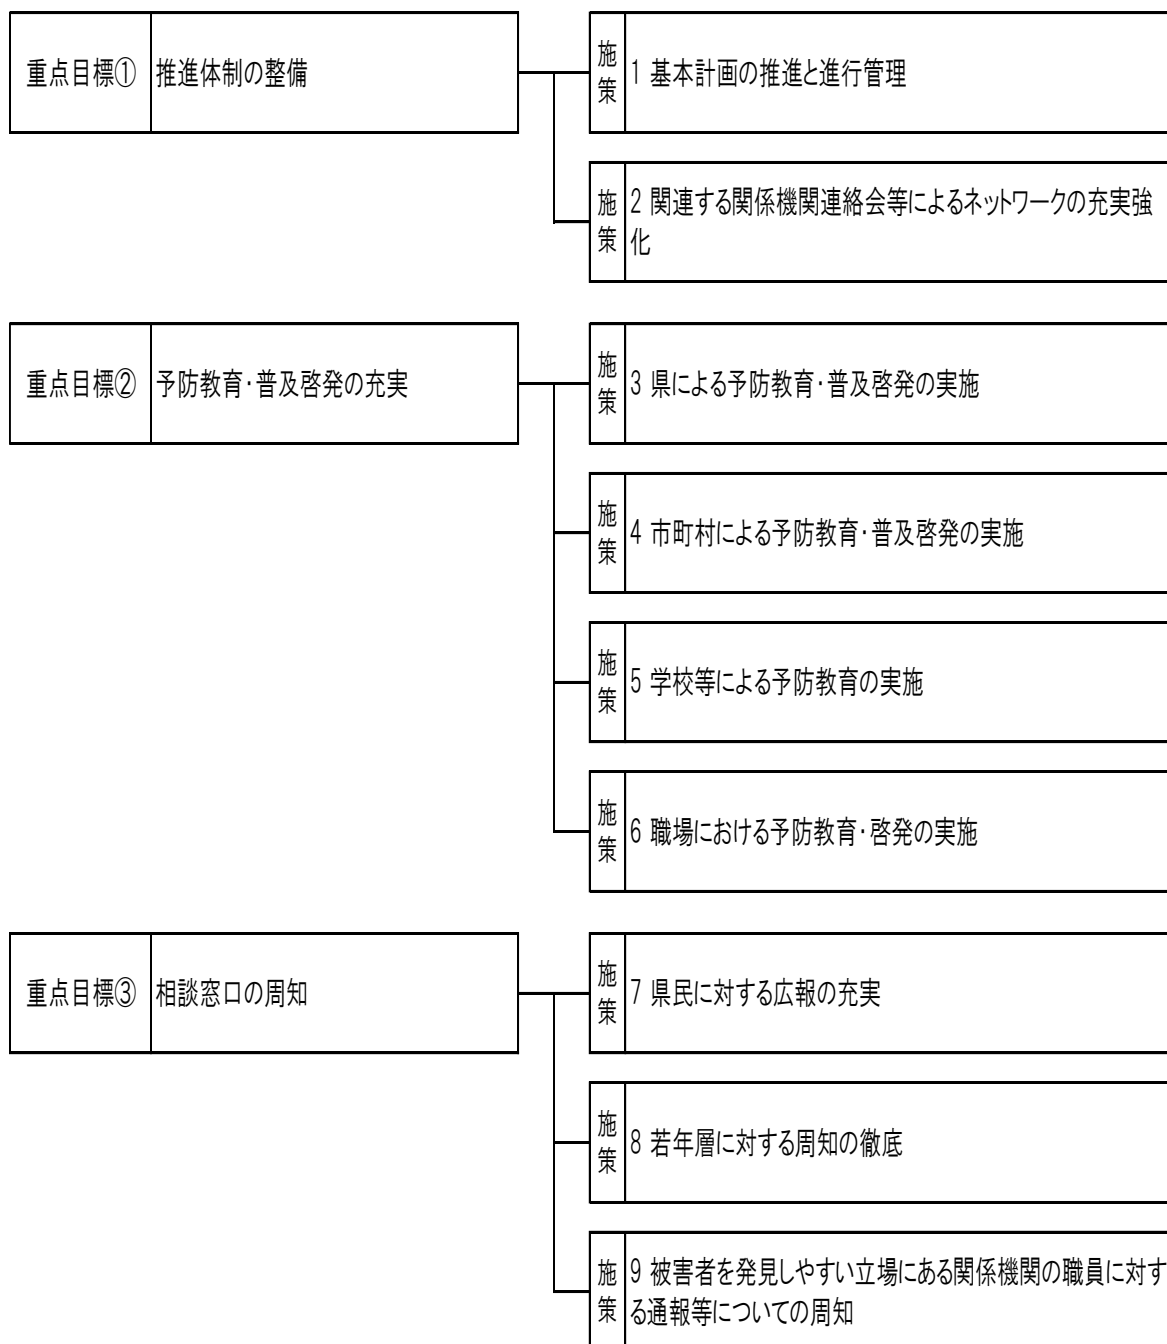 重点目標① 推進体制の整備
施策 1 基本計画の推進と進行管理
施策 2 関連する関係機関連絡会等によるネットワークの充実強
化
重点目標② 予防教育・普及啓発の充実
施策 3 県による予防教育・普及啓発の実施
施策 4 市町村による予防教育・普及啓発の実施
施策 5 学校等による予防教育の実施
施策 6 職場における予防教育・啓発の実施
重点目標③ 相談窓口の周知
施策 7 県民に対する広報の充実
施策 8 若年層に対する周知の徹底
施策 9 被害者を発見しやすい立場にある関係機関の職員に対す
る通報等についての周知